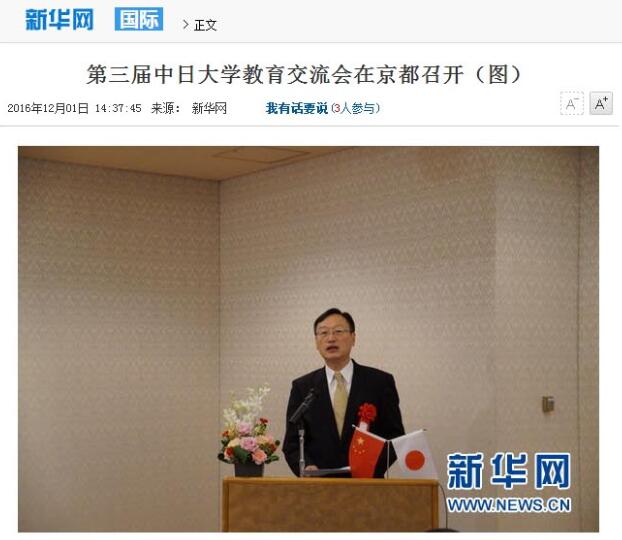 新华网 国际 > 正文
第三届中日大学教育交流会在京都召开（图）
2016年12月01日 14:37:45 来源： 新华网 我有话要说(3人参与) A- A+
新华网
WWW.NEWS.CN